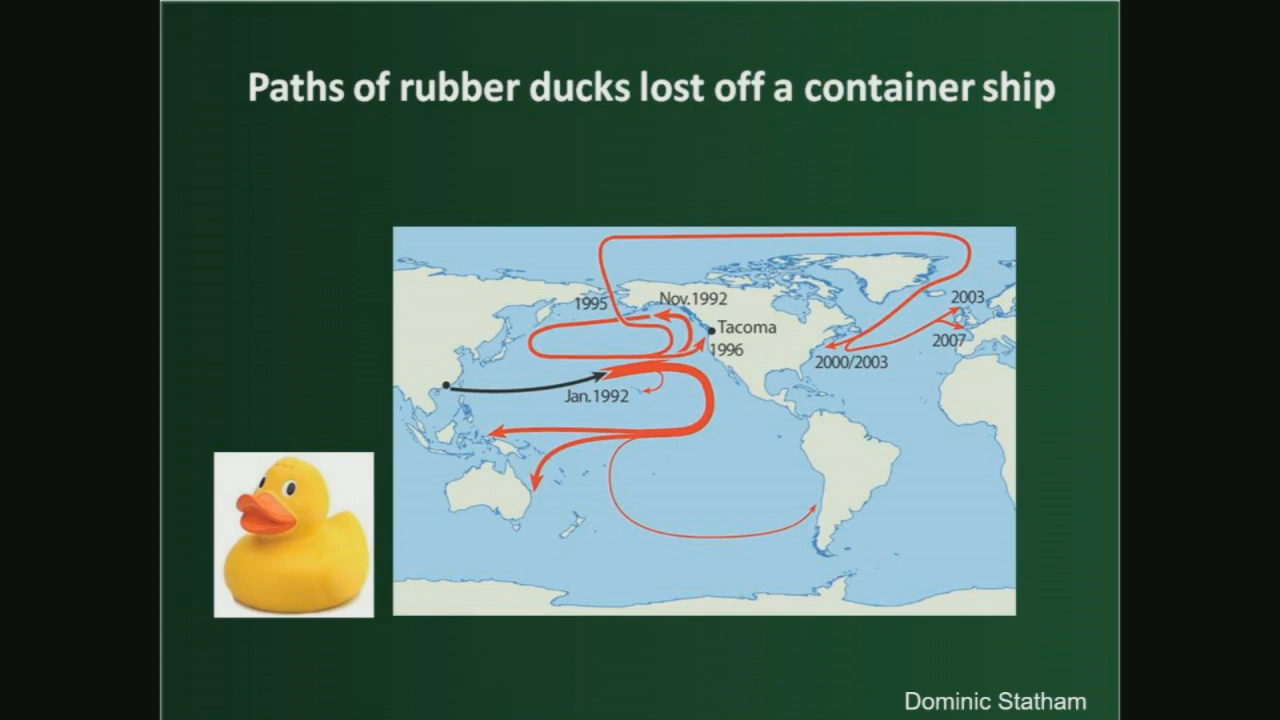 Paths of rubber ducks lost off a container ship
1995
Nov.1992
2003
Tacoma
1996
2007
2000/2003
Jan.1992
Dominic Statham